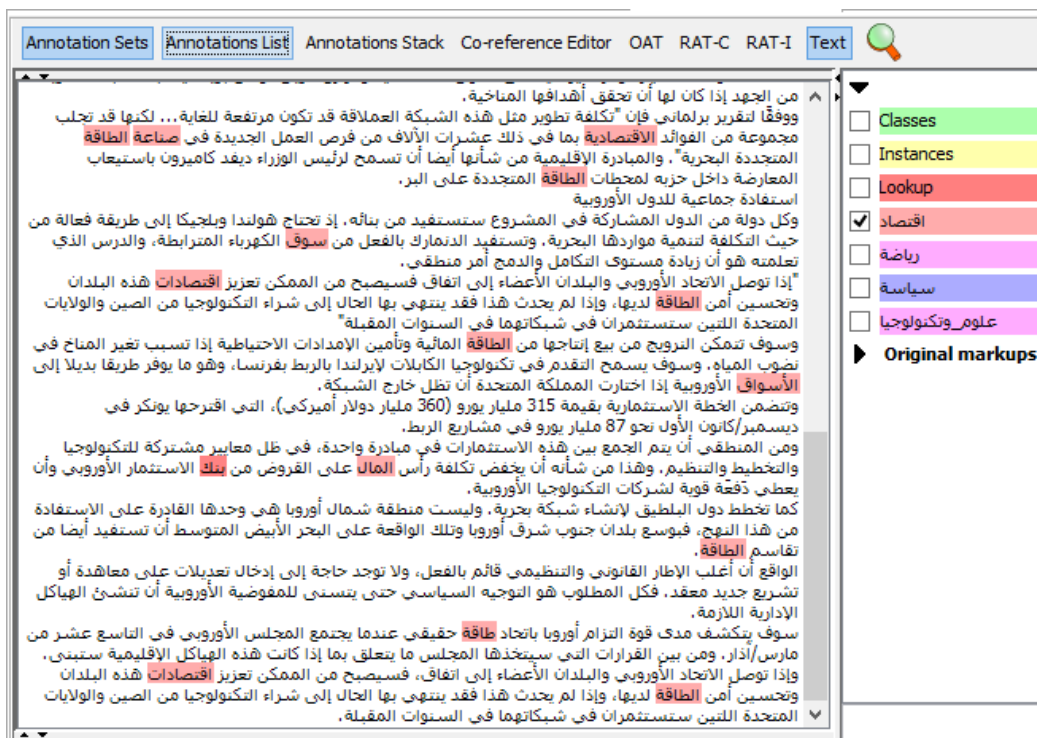 Annotation Sets Annotations List Annotations Stack Co-reference Editor OAT RAT-C RAT-I Text
من الجهد إذا كان لها أن تحقق أهدافها المناخية.
ووفقًا لتقرير برلماني فإن "تكلفة تطوير مثل هذه الشبكة العملاقة قد تكون مرتفعة للغاية... لكنها قد تجلب
مجموعة من الفوائد الاقتصادية بما في ذلك عشرات الآلاف من فرص العمل الجديدة في صناعة الطاقة
المتجددة البحرية". والمبادرة الإقليمية من شأنها أيضا أن تسمح لرئيس الوزراء ديفد كاميرون باستيعاب
المعارضة داخل حزبه لمحطات الطاقة المتجددة على البر.
استفادة جماعية للدول الأوروبية
وكل دولة من الدول المشاركة في المشروع ستستفيد من بنائه. إذ تحتاج هولندا وبلجيكا إلى طريقة فعالة من
حيث التكلفة لتنمية مواردها البحرية. وتستفيد الدنمارك بالفعل من سوق الكهرباء المترابطة، والدرس الذي
تعلمته هو أن زيادة مستوى التكامل والدمج أمر منطقي.
"إذا توصل الاتحاد الأوروبي والبلدان الأعضاء إلى اتفاق فسيصبح من الممكن تعزيز اقتصادات هذه البلدان
وتحسين أمن الطاقة لديها، وإذا لم يحدث هذا فقد ينتهي بها الحال إلى شراء التكنولوجيا من الصين والولايات
المتحدة اللتين ستستثمران في شبكاتهما في السنوات المقبلة"
وسوف تتمكن النرويج من بيع إنتاجها من الطاقة المائية وتأمين الإمدادات الاحتياطية إذا تسبب تغير المناخ في
نضوب المياه. وسوف يسمح التقدم في تكنولوجيا الكابلات لإيرلندا بالربط بفرنسا، وهو ما يوفر طريقا بديلا إلى
الأسواق الأوروبية إذا اختارت المملكة المتحدة أن تظل خارج الشبكة.
وتتضمن الخطة الاستثمارية بقيمة 315 مليار يورو (360 مليار دولار أميركي)، التي اقترحها يونكر في
ديسمبر/كانون الأول نحو 87 مليار يورو في مشاريع الربط.
ومن المنطقي أن يتم الجمع بين هذه الاستثمارات في مبادرة واحدة، في ظل معايير مشتركة للتكنولوجيا
والتخطيط والتنظيم. وهذا من شأنه أن يخفض تكلفة رأس المال على القروض من بنك الاستثمار الأوروبي وأن
يعطي دَفعَة قوية لشركات التكنولوجيا الأوروبية.
كما تخطط دول البلطيق لإنشاء شبكة بحرية. وليست منطقة شمال أوروبا هي وحدها القادرة على الاستفادة
من هذا النهج، فبوسع بلدان جنوب شرق أوروبا وتلك الواقعة على البحر الأبيض المتوسط أن تستفيد أيضا من
تقاسم الطاقة.
الواقع أن أغلب الإطار القانوني والتنظيمي قائم بالفعل، ولا توجد حاجة إلى إدخال تعديلات على معاهدة أو
تشريع جديد معقد. فكل المطلوب هو التوجيه السياسي حتى يتسنى للمفوضية الأوروبية أن تنشئ الهياكل
الإدارية اللازمة.
سوف يتكشف مدى قوة التزام أوروبا باتحاد طاقة حقيقي عندما يجتمع المجلس الأوروبي في التاسع عشر من
مارس/آذار. ومن بين القرارات التي سيتخذها المجلس ما يتعلق بما إذا كانت هذه الهياكل الإقليمية ستبنى.
وإذا توصل الاتحاد الأوروبي والبلدان الأعضاء إلى اتفاق، فسيصبح من الممكن تعزيز اقتصادات هذه البلدان
وتحسين أمن الطاقة لديها، وإذا لم يحدث هذا فقد ينتهي بها الحال إلى شراء التكنولوجيا من الصين والولايات
المتحدة اللتين ستستثمران في شبكاتهما في السنوات المقبلة.
Classes
Instances
Lookup
اقتصاد
رياضة
سياسة
علوم_وتكنولوجيا
Original markups